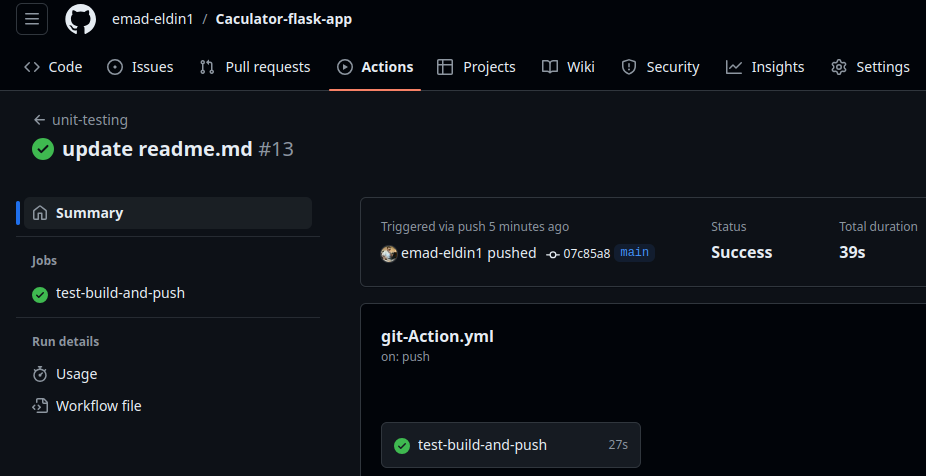 emad-eldin1 / Caculator-flask-app
Code Issues Pull requests Actions Projects Wiki Security Insights Settings
← unit-testing
update readme.md #13
Summary
Jobs
test-build-and-push
Run details
Usage
Workflow file
Triggered via push 5 minutes ago
emad-eldin1 pushed 07c85a8 main
Status
Success
Total duration
39s
git-Action.yml
on: push
test-build-and-push 27s